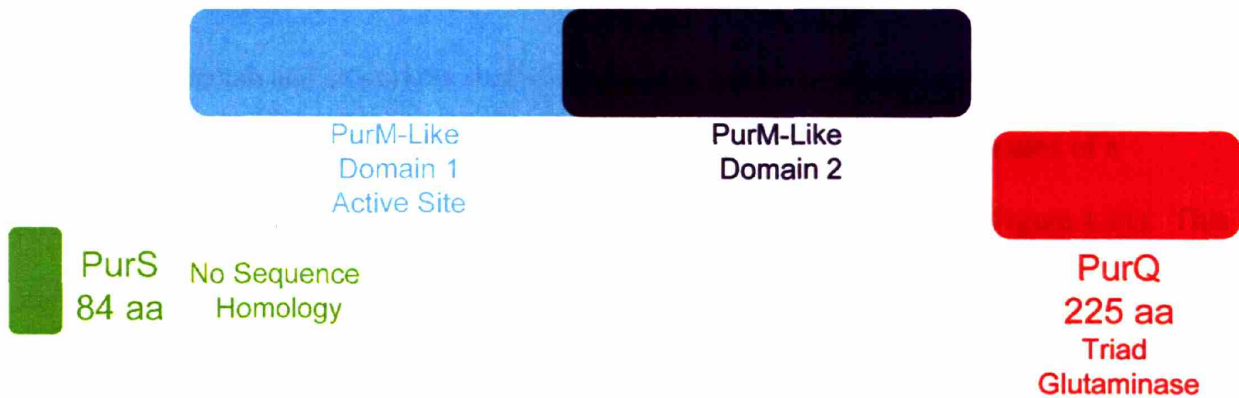 PurM-Like
Domain 1
Active Site
PurM-Like
Domain 2
PurS
84 aa
No Sequence
Homology
PurQ
225 aa
Triad
Glutaminase
This